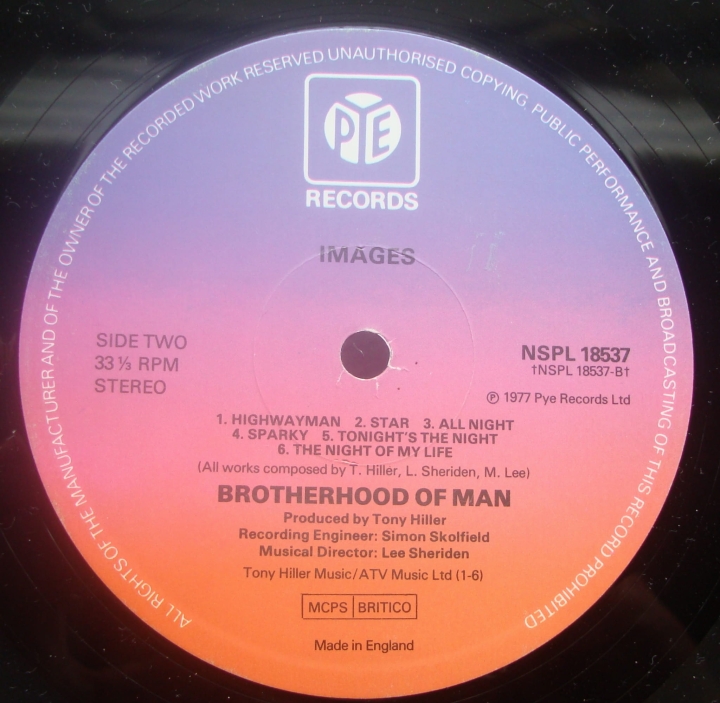 ALL RIGHTS OF THE MANUFACTURER AND OF THE OWNER OF THE RECORDED WORK RESERVED UNAUTHORISED COPYING, PUBLIC PERFORMANCE AND BROADCASTING OF THIS RECORD PROHIBITED
PYE
RECORDS
IMAGES
SIDE TWO
33 ⅓ RPM
STEREO
NSPL 18537
†NSPL 18537-B†
℗ 1977 Pye Records Ltd
1. HIGHWAYMAN 2. STAR 3. ALL NIGHT
4. SPARKY 5. TONIGHT'S THE NIGHT
6. THE NIGHT OF MY LIFE
(All works composed by T. Hiller, L. Sheriden, M. Lee)
BROTHERHOOD OF MAN
Produced by Tony Hiller
Recording Engineer: Simon Skolfield
Musical Director: Lee Sheriden
Tony Hiller Music/ATV Music Ltd (1-6)
MCPS BRITICO
Made in England